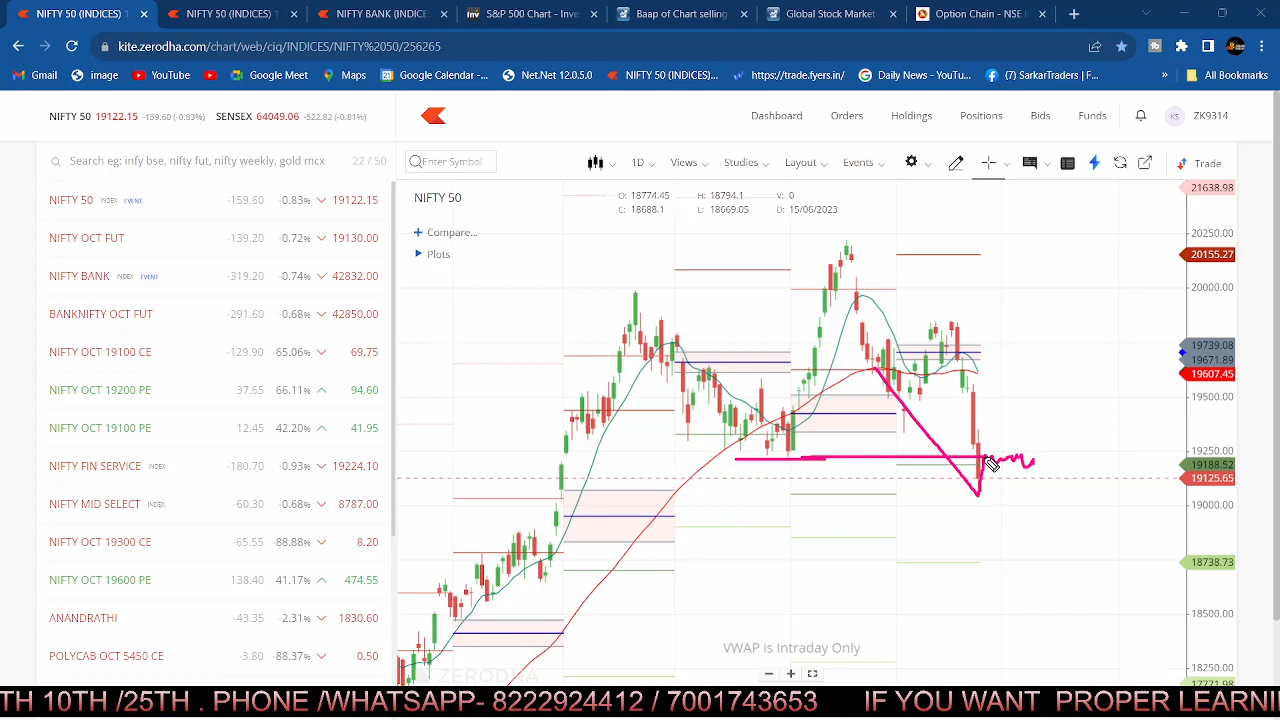 NIFTY 50 (INDICES) 1
NIFTY 50 (INDICES) 1
NIFTY BANK (INDICE
S&P 500 Chart - Inve
Baap of Chart selling
Global Stock Market
Option Chain - NSE I
kite.zerodha.com/chart/web/ciq/INDICES/NIFTY%2050/256265
Gmail image YouTube Google Meet Maps Google Calendar -... Net.Net 12.0.5.0 NIFTY 50 (INDICES)... https://trade.fyers.in/ Daily News - YouTu... (7) SarkarTraders | F... » All Bookmarks
NIFTY 50 19122.15 -159.60 (-0.83%) SENSEX 64049.06 -522.82 (-0.81%)
Dashboard Orders Holdings Positions Bids Funds KS ZK9314
Search eg: infy bse, nifty fut, nifty weekly, gold mcx 22 / 50
NIFTY 50 INDEX EVENT -159.60 -0.83% 19122.15
NIFTY OCT FUT -139.20 -0.72% 19130.00
NIFTY BANK INDEX EVENT -319.20 -0.74% 42832.00
BANKNIFTY OCT FUT -291.60 -0.68% 42850.00
NIFTY OCT 19100 CE -129.95 -65.06% 69.75
NIFTY OCT 19200 PE 37.65 66.11% 94.60
NIFTY OCT 19100 PE 12.45 42.20% 41.95
NIFTY FIN SERVICE INDEX -180.70 -0.93% 19224.10
NIFTY MID SELECT INDEX -60.30 -0.68% 8787.00
NIFTY OCT 19300 CE -65.55 -88.88% 8.20
NIFTY OCT 19600 PE 138.40 41.17% 474.55
ANANDRATHI -43.35 -2.31% 1830.60
POLYCAB OCT 5450 CE -3.80 -88.37% 0.50
Enter Symbol 1D Views Studies Layout Events Trade
NIFTY 50
O: 18774.45 H: 18794.1 V: 0
C: 18688.1 L: 18669.05 D: 15/06/2023
Compare...
Plots
21638.98
20250.00
20155.27
20000.00
19739.08
19671.89
19607.45
19500.00
19250.00
19188.52
19125.65
19000.00
18738.73
18500.00
18250.00
17771.98
VWAP is Intraday Only
ZERODHA
TH 10TH /25TH . PHONE /WHATSAPP- 8222924412 / 7001743653 IF YOU WANT PROPER LEARNI